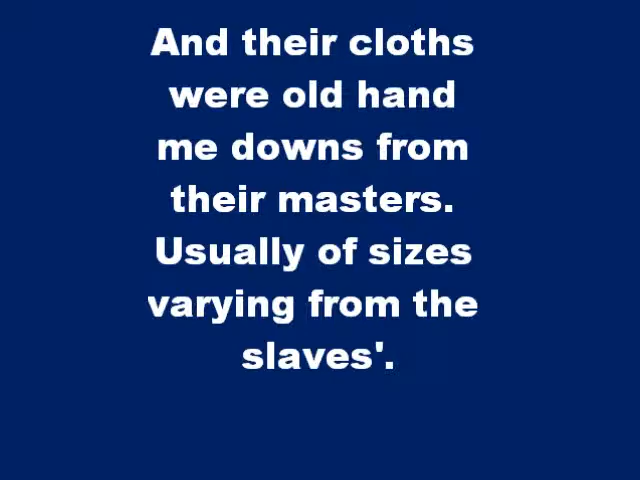 And their cloths
were old hand
me downs from
their masters.
Usually of sizes
varying from the
slaves'.